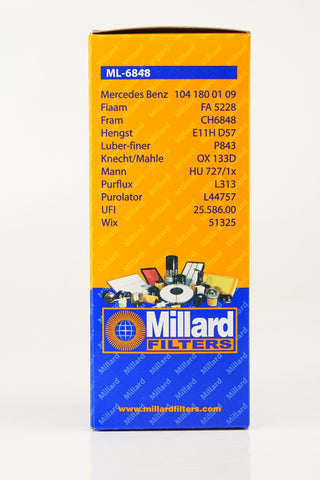 ML-6848
Mercedes Benz 104 180 01 09
Fiaam FA 5228
Fram CH6848
Hengst E11H D57
Luber-finer P843
Knecht/Mahle OX 133D
Mann HU 727/1x
Purflux L313
Purolator L44757
UFI 25.586.00
Wix 51325
Millard
FILTERS
www.millardfilters.com